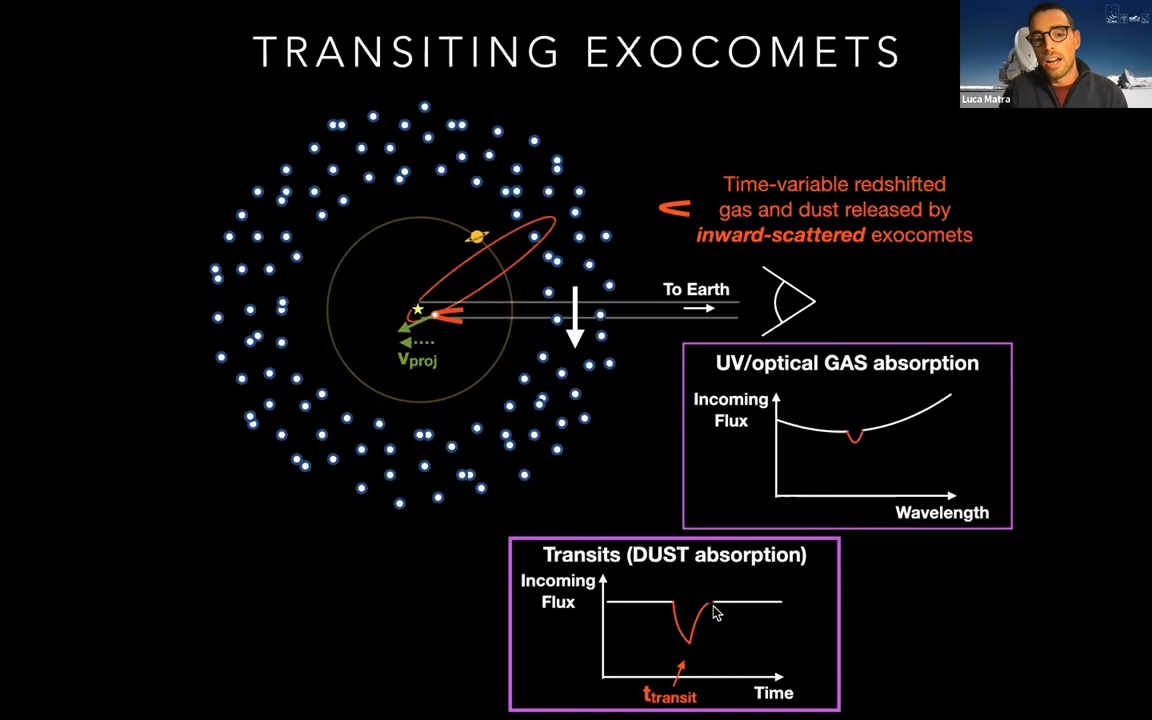 TRANSITING EXOCOMETS
Luca Matra
Time-variable redshifted
gas and dust released by
inward-scattered exocomets
To Earth
vproj
UV/optical GAS absorption
Incoming
Flux
Wavelength
Transits (DUST absorption)
Incoming
Flux
ttransit
Time